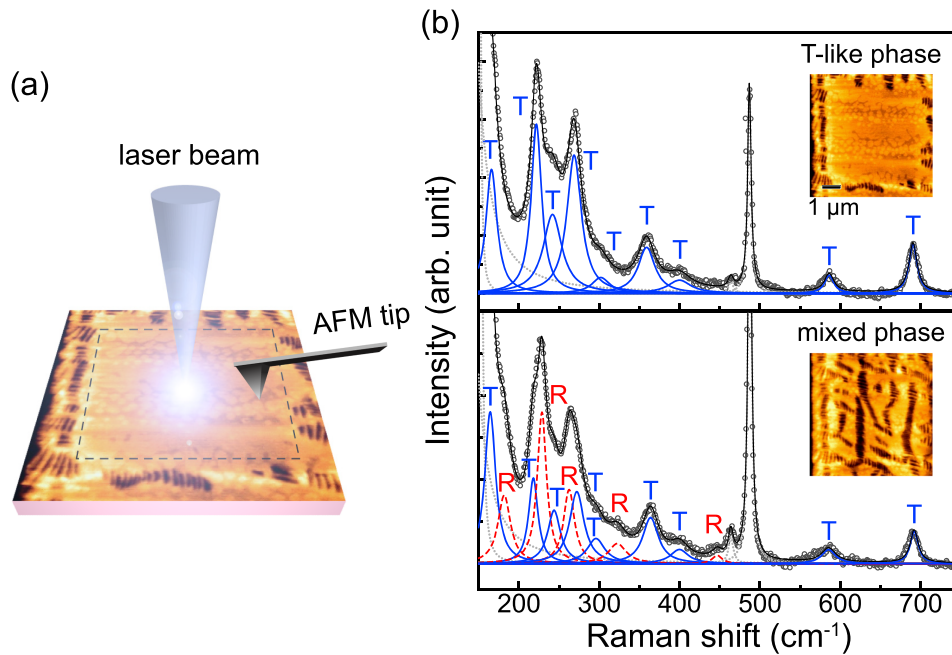 (a)
laser beam
AFM tip
(b)
Intensity (arb. unit)
T-like phase
1 μm
T
T
T
T
T
T
T
T
T
mixed phase
T
R
T
R
T
R
T
R
T
T
R
T
T
200
300
400
500
600
700
Raman shift (cm⁻¹)